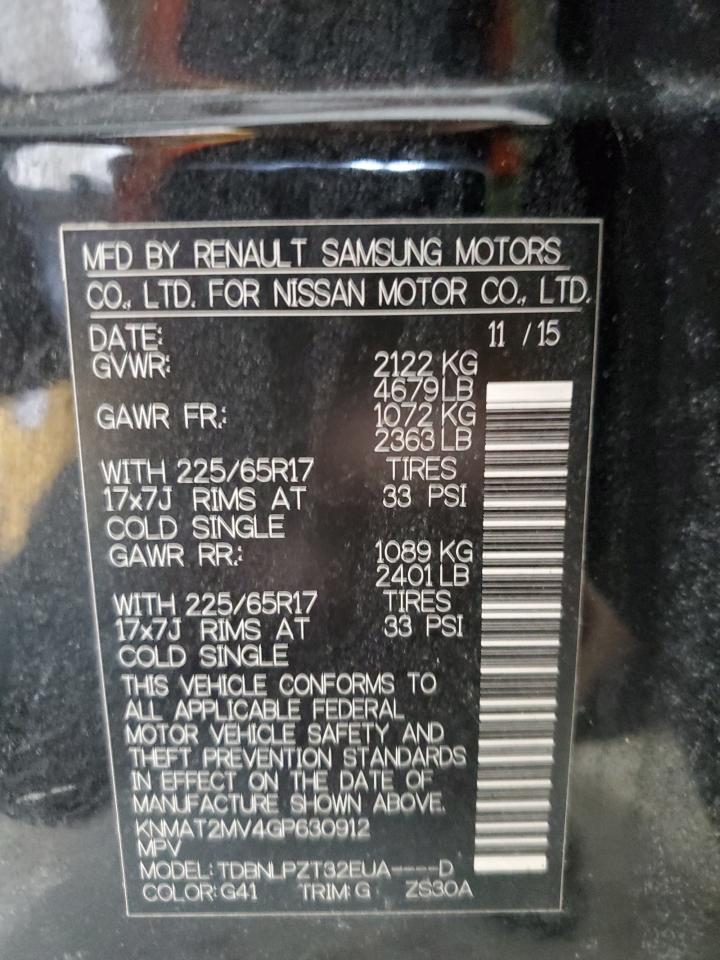 MFD BY RENAULT SAMSUNG MOTORS
CO., LTD. FOR NISSAN MOTOR CO., LTD.
DATE: 11 / 15
GVWR: 2122 KG
4679 LB
GAWR FR.: 1072 KG
2363 LB
WITH 225/65R17 TIRES
17x7J RIMS AT 33 PSI
COLD SINGLE
GAWR RR.: 1089 KG
2401 LB
WITH 225/65R17 TIRES
17x7J RIMS AT 33 PSI
COLD SINGLE
THIS VEHICLE CONFORMS TO
ALL APPLICABLE FEDERAL
MOTOR VEHICLE SAFETY AND
THEFT PREVENTION STANDARDS
IN EFFECT ON THE DATE OF
MANUFACTURE SHOWN ABOVE.
KNMAT2MV4GP630912
MPV
MODEL: TDBNLPZT32EUA----D
COLOR: G41 TRIM: G ZS30A